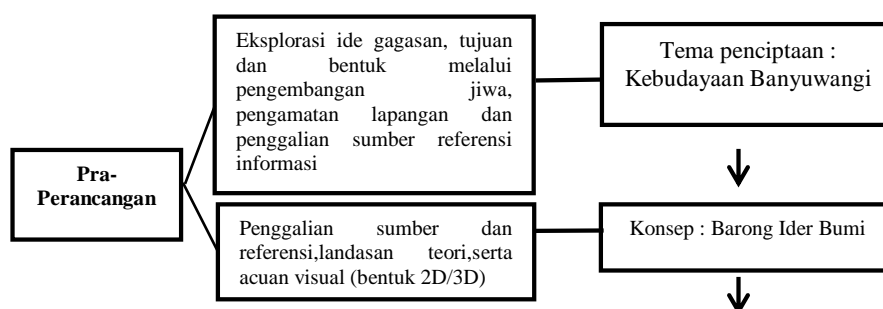 Eksplorasi ide gagasan, tujuan
dan bentuk melalui
pengembangan jiwa,
pengamatan lapangan dan
penggalian sumber referensi
informasi
Tema penciptaan :
Kebudayaan Banyuwangi
Pra-
Perancangan
Penggalian sumber dan
referensi,landasan teori,serta
acuan visual (bentuk 2D/3D)
Konsep : Barong Ider Bumi